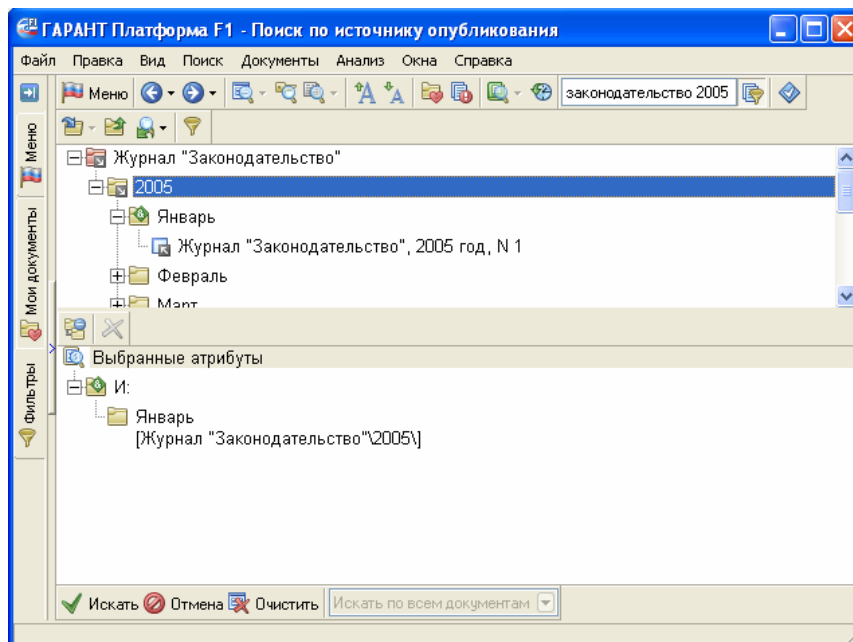 ГАРАНТ Платформа F1 - Поиск по источнику опубликования
Файл Правка Вид Поиск Документы Анализ Окна Справка
Меню законодательство 2005
Меню
Мои документы
Фильтры
Журнал "Законодательство"
2005
Январь
Журнал "Законодательство", 2005 год, N 1
Февраль
Март
Выбранные атрибуты
И:
Январь
[Журнал "Законодательство"\2005\]
Искать Отмена Очистить Искать по всем документам